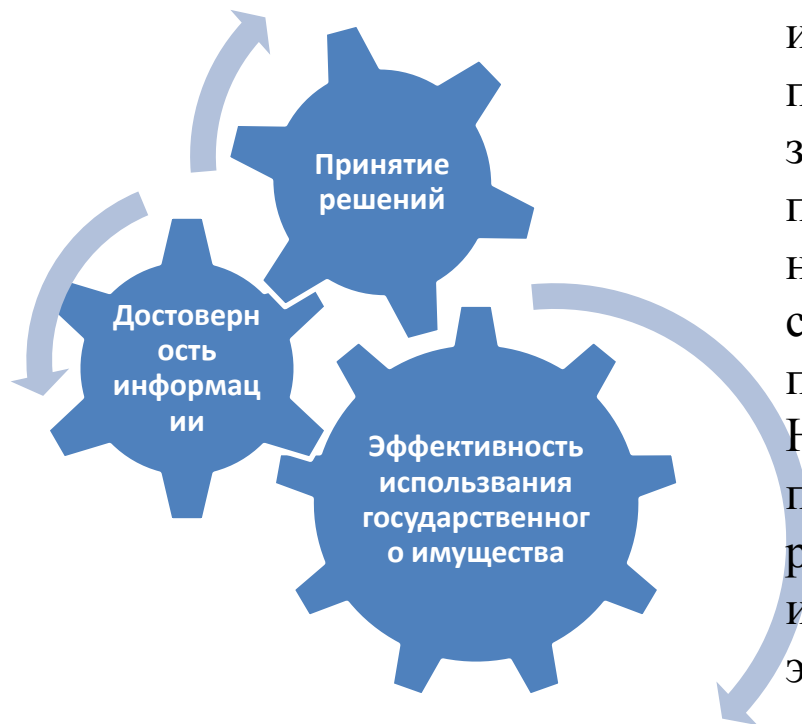 Принятие
решений
Достоверн
ость
информац
ии
Эффективность
использвания
государственног
о имущества